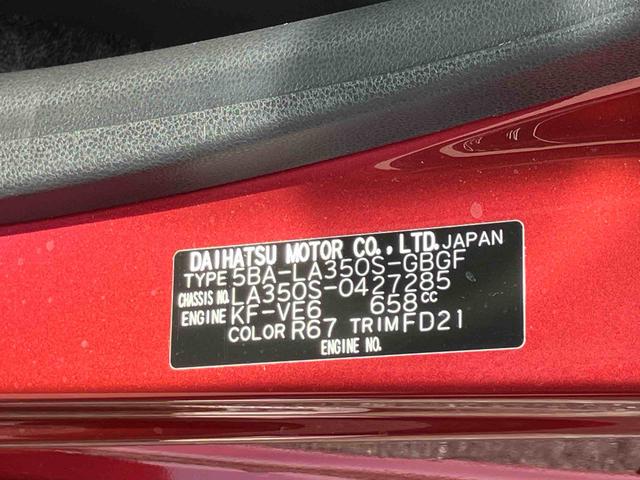 DAIHATSU MOTOR CO., LTD. JAPAN
TYPE 5BA-LA350S-GBGF
CHASSIS NO. LA350S-0427285
ENGINE KF-VE6 658cc
COLOR R67 TRIM FD21
ENGINE NO.